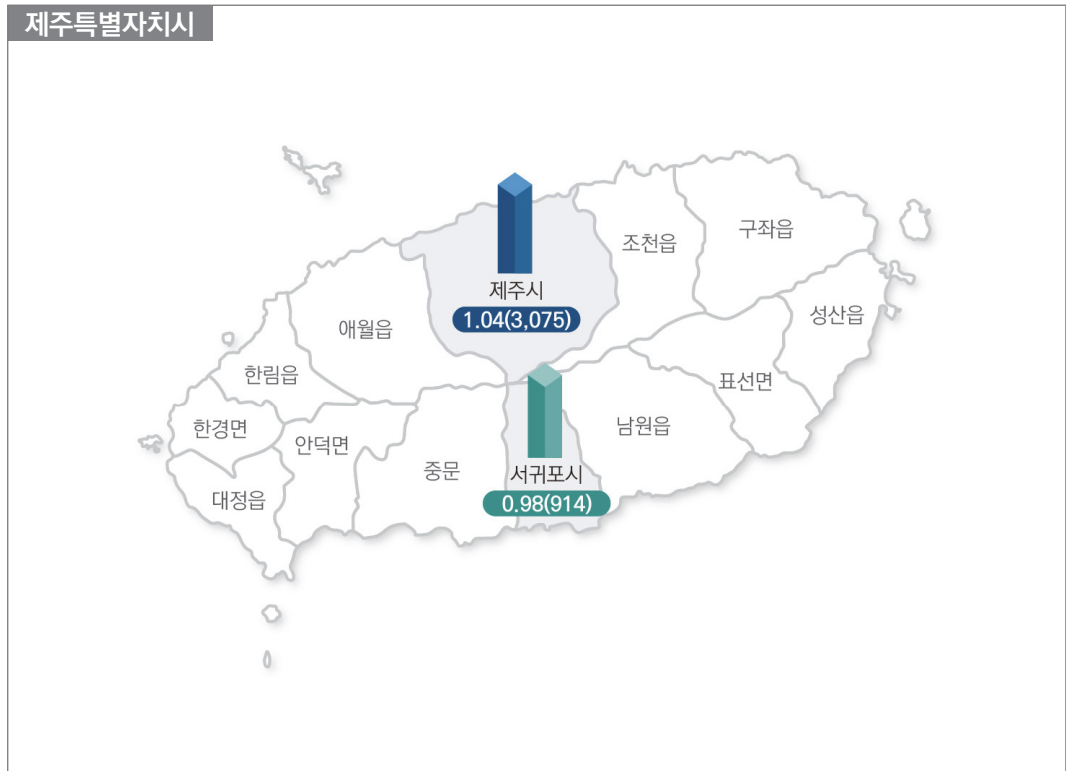 제주특별자치시
구좌읍
조천읍
제주시
1.04(3,075)
성산읍
애월읍
한림읍
표선면
한경면
남원읍
안덕면
중문
서귀포시
대정읍
0.98(914)